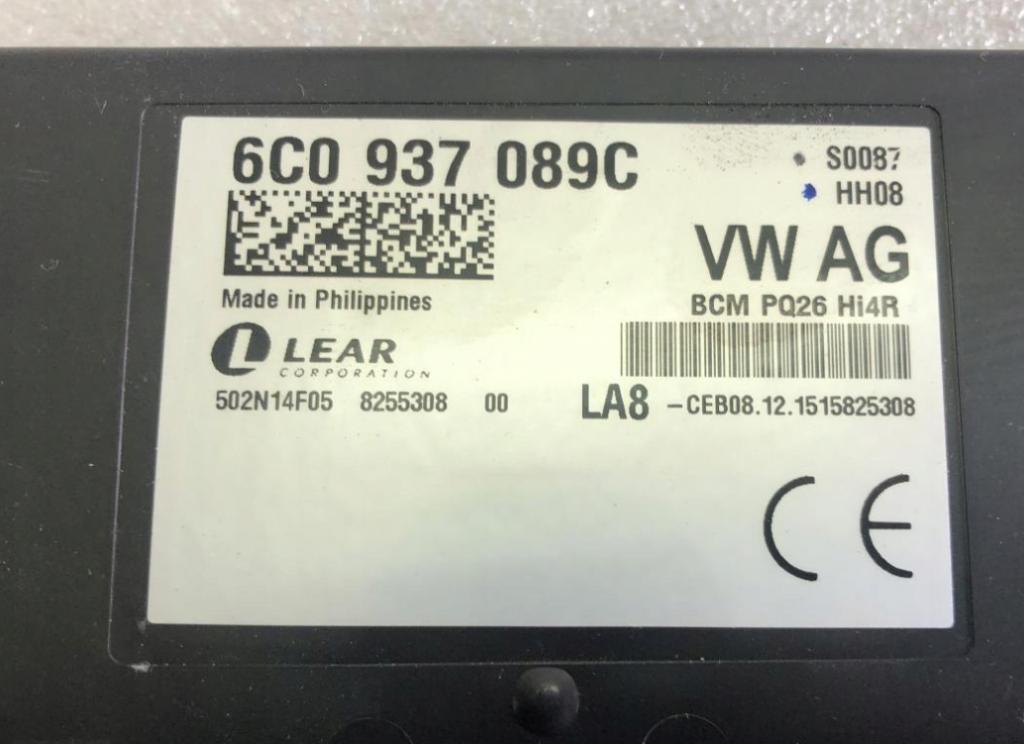 6C0 937 089C
S0087
HH08
VW AG
BCM PQ26 Hi4R
Made in Philippines
LEAR
CORPORATION
502N14F05 8255308 00
LA8 -CEB08.12.1515825308
CE